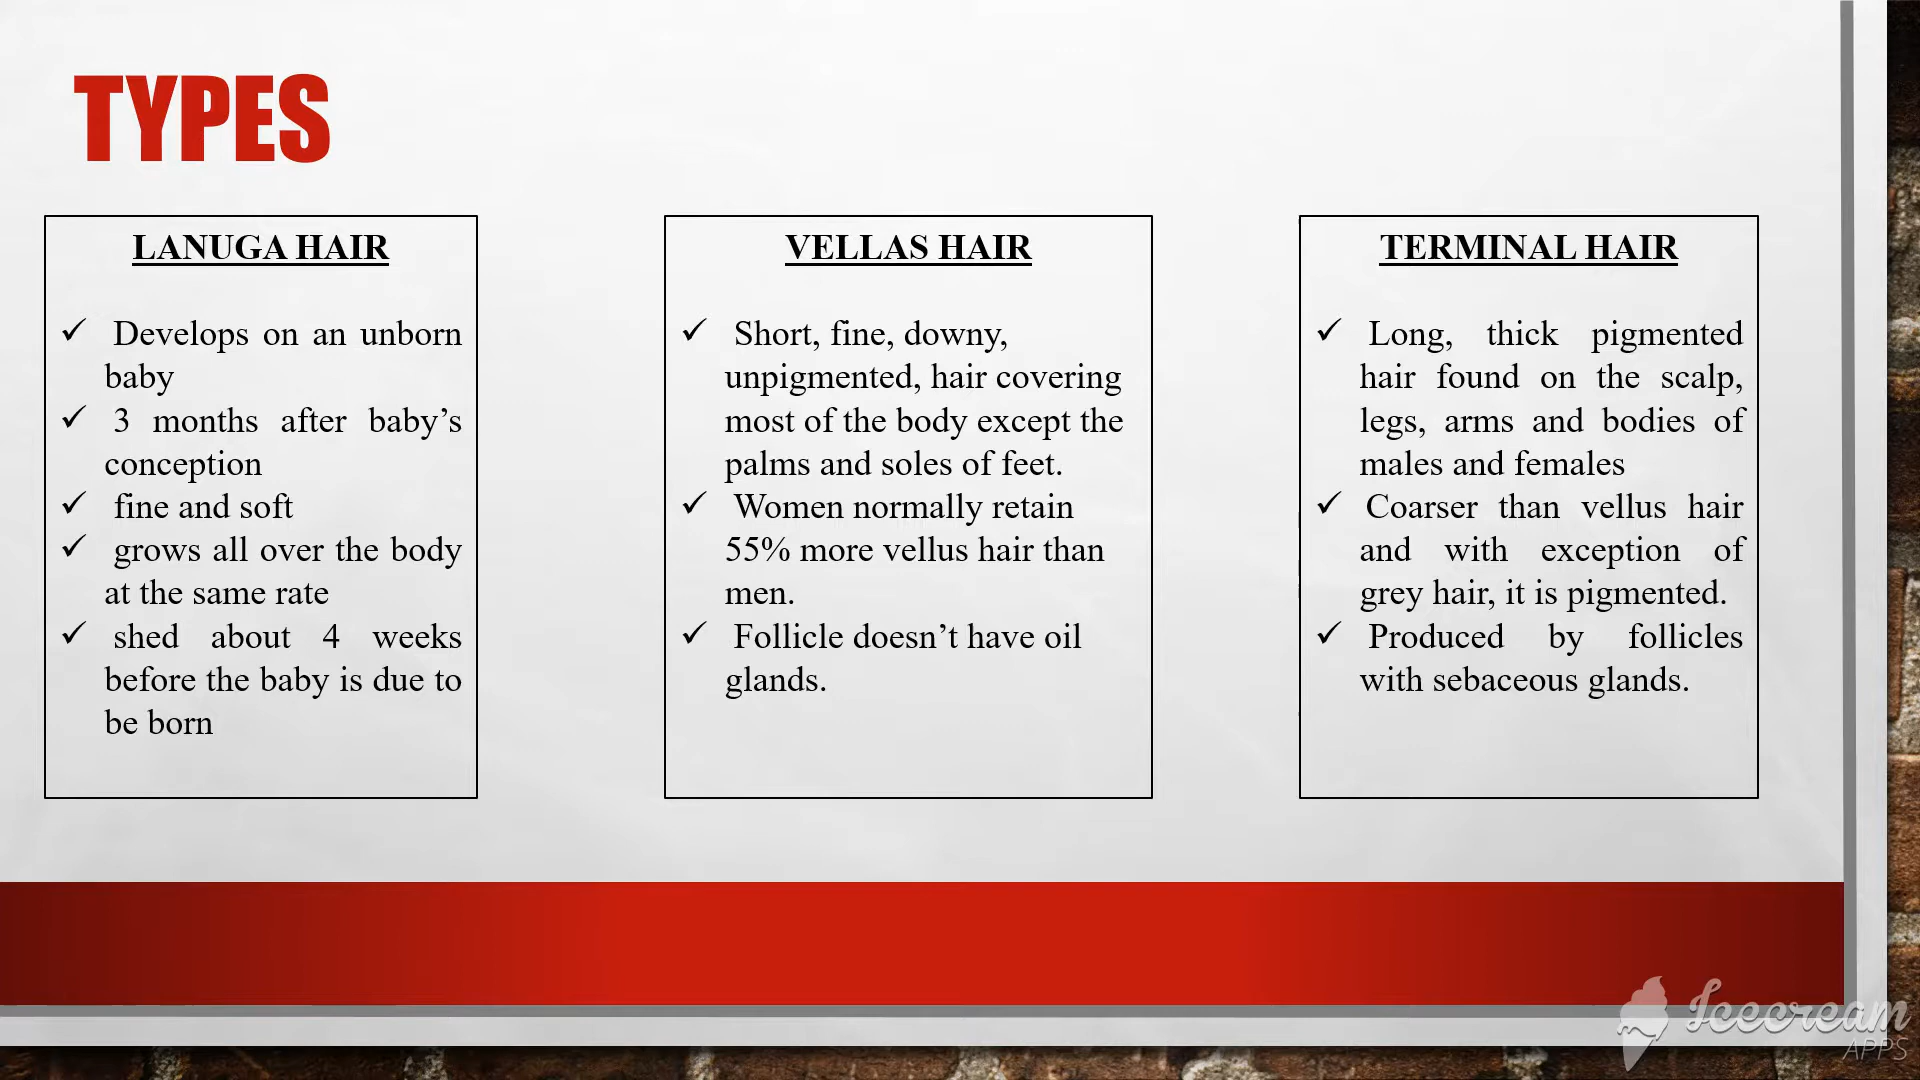 TYPES
LANUGA HAIR
✓ Develops on an unborn
baby
✓ 3 months after baby’s
conception
✓ fine and soft
✓ grows all over the body
at the same rate
✓ shed about 4 weeks
before the baby is due to
be born
VELLAS HAIR
✓ Short, fine, downy,
unpigmented, hair covering
most of the body except the
palms and soles of feet.
✓ Women normally retain
55% more vellus hair than
men.
✓ Follicle doesn’t have oil
glands.
TERMINAL HAIR
✓ Long, thick pigmented
hair found on the scalp,
legs, arms and bodies of
males and females
✓ Coarser than vellus hair
and with exception of
grey hair, it is pigmented.
✓ Produced by follicles
with sebaceous glands.
Icecream
APPS